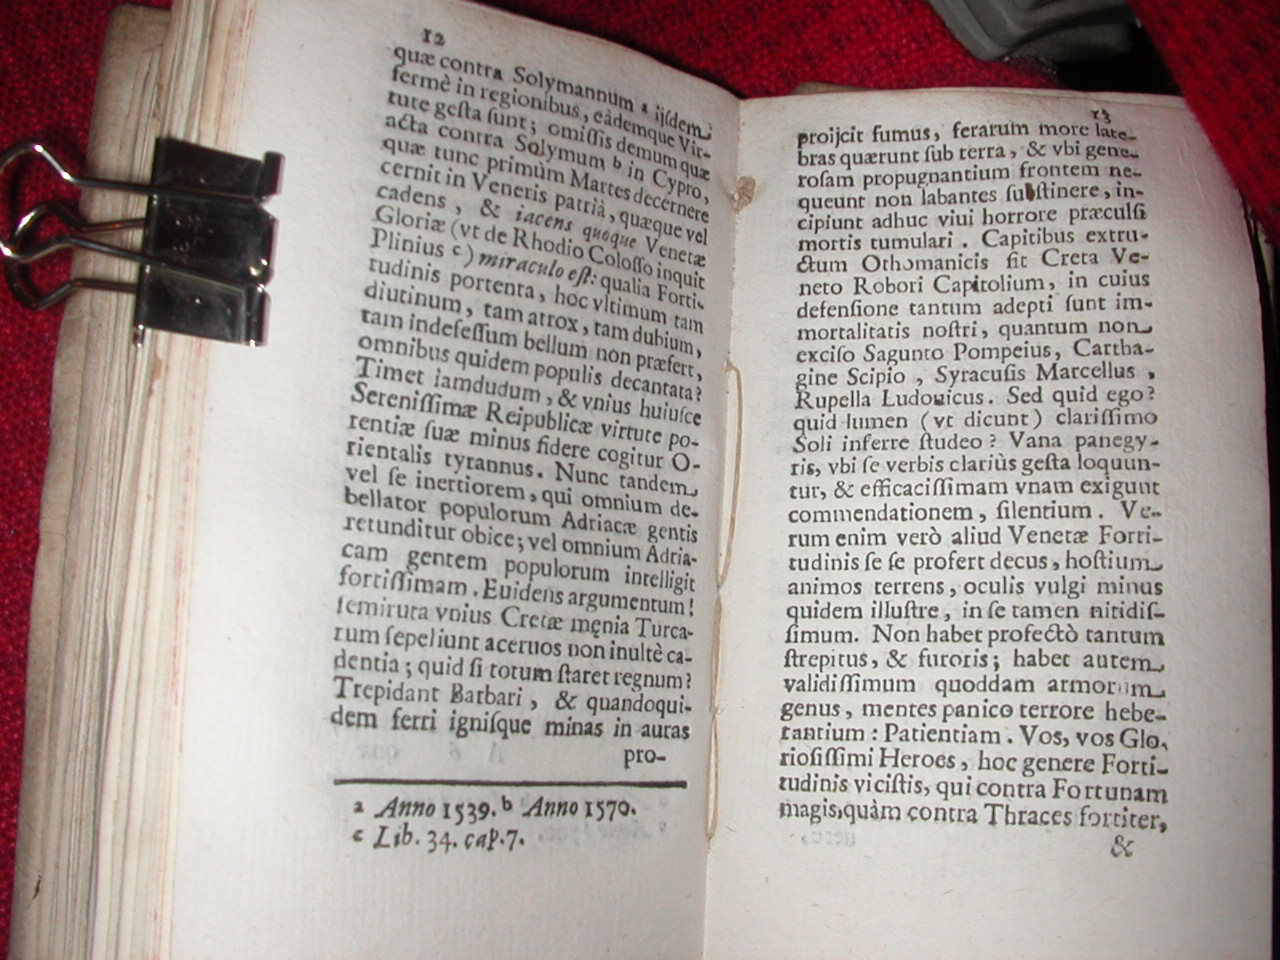 12
quæ contra Solymannum a ijſdem
fermè in regionibus, eàdemque Vir-
tute geſta ſunt; omiſſis demum quæ
acta contra Solymum b in Cypro,
quæ tunc primùm Martes decernere
cernit in Veneris patrià, quæque vel
cadens, & iacens quoque Venetæ
Gloriæ (vt de Rhodio Coloſſo inquit
Plinius c) miraculo eſt: qualia Forti-
tudinis portenta, hoc vltimum tam
diutinum, tam atrox, tam dubium,
tam indefeſſum bellum non præfert,
omnibus quidem populis decantata?
Timet iamdudum, & vnius huiuſce
Sereniſſimæ Reipublicæ virtute po-
rentiæ ſuæ minus fidere cogitur O-
rientalis tyrannus. Nunc tandem
vel ſe inertiorem, qui omnium de-
bellator populorum Adriacæ gentis
retunditur obice; vel omnium Adria-
cam gentem populorum intelligit
fortiſſimam. Euidens argumentum!
ſemiruta vnius Cretæ męnia Turca-
rum ſepeliunt aceruos non inultè ca-
dentia; quid ſi totum ſtaret regnum?
Trepidant Barbari, & quandoqui-
dem ferri igniſque minas in auras
pro-
a Anno 1539. b Anno 1570.
c Lib. 34. cap. 7.
13
proijcit fumus, ferarum more late-
bras quærunt ſub terra, & vbi gene-
roſam propugnantium frontem ne-
queunt non labantes ſubſtinere, in-
cipiunt adhuc viui horrore præculſi
mortis tumulari. Capitibus extru-
ctum Othomanicis ſit Creta Ve-
neto Robori Capitolium, in cuius
defenſione tantum adepti ſunt im-
mortalitatis noſtri, quantum non
exciſo Sagunto Pompeius, Cartha-
gine Scipio, Syracuſis Marcellus,
Rupella Ludouicus. Sed quid ego?
quid lumen (vt dicunt) clariſſimo
Soli inferre ſtudeo? Vana panegy-
ris, vbi ſe verbis clariùs geſta loquun-
tur, & efficaciſſimam vnam exigunt
commendationem, ſilentium. Ve-
rum enim verò aliud Venetæ Forti-
tudinis ſe ſe profert decus, hoſtium
animos terrens, oculis vulgi minus
quidem illuſtre, in ſe tamen nitidiſ-
ſimum. Non habet profectò tantum
ſtrepitus, & furoris; habet autem
validiſſimum quoddam armorum
genus, mentes panico terrore hebe-
tantium: Patientiam. Vos, vos Glo-
rioſiſſimi Heroes, hoc genere Forti-
tudinis viciſtis, qui contra Fortunam
magis, quàm contra Thraces fortiter,
&